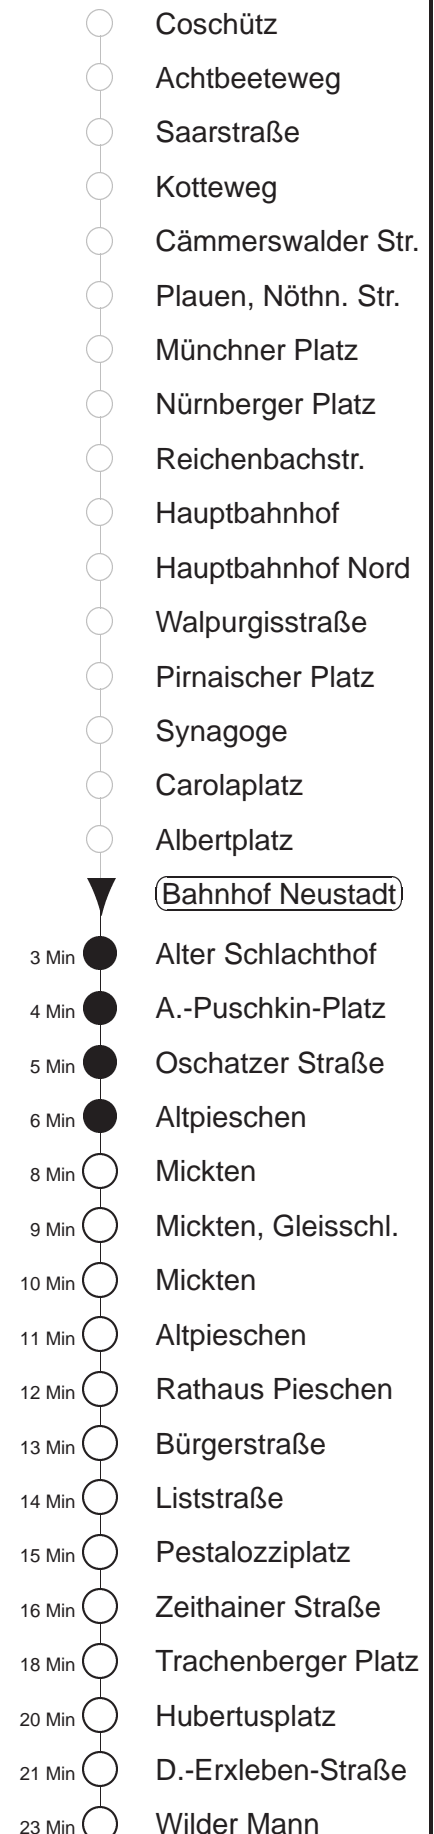 Coschütz
Achtbeeteweg
Saarstraße
Kotteweg
Cämmerswalder Str.
Plauen, Nöthn. Str.
Münchner Platz
Nürnberger Platz
Reichenbachstr.
Hauptbahnhof
Hauptbahnhof Nord
Walpurgisstraße
Pirnaischer Platz
Synagoge
Carolaplatz
Albertplatz
Bahnhof Neustadt
3 Min Alter Schlachthof
4 Min A.-Puschkin-Platz
5 Min Oschatzer Straße
6 Min Altpieschen
8 Min Mickten
9 Min Mickten, Gleisschl.
10 Min Mickten
11 Min Altpieschen
12 Min Rathaus Pieschen
13 Min Bürgerstraße
14 Min Liststraße
15 Min Pestalozziplatz
16 Min Zeithainer Straße
18 Min Trachenberger Platz
20 Min Hubertusplatz
21 Min D.-Erxleben-Straße
23 Min Wilder Mann